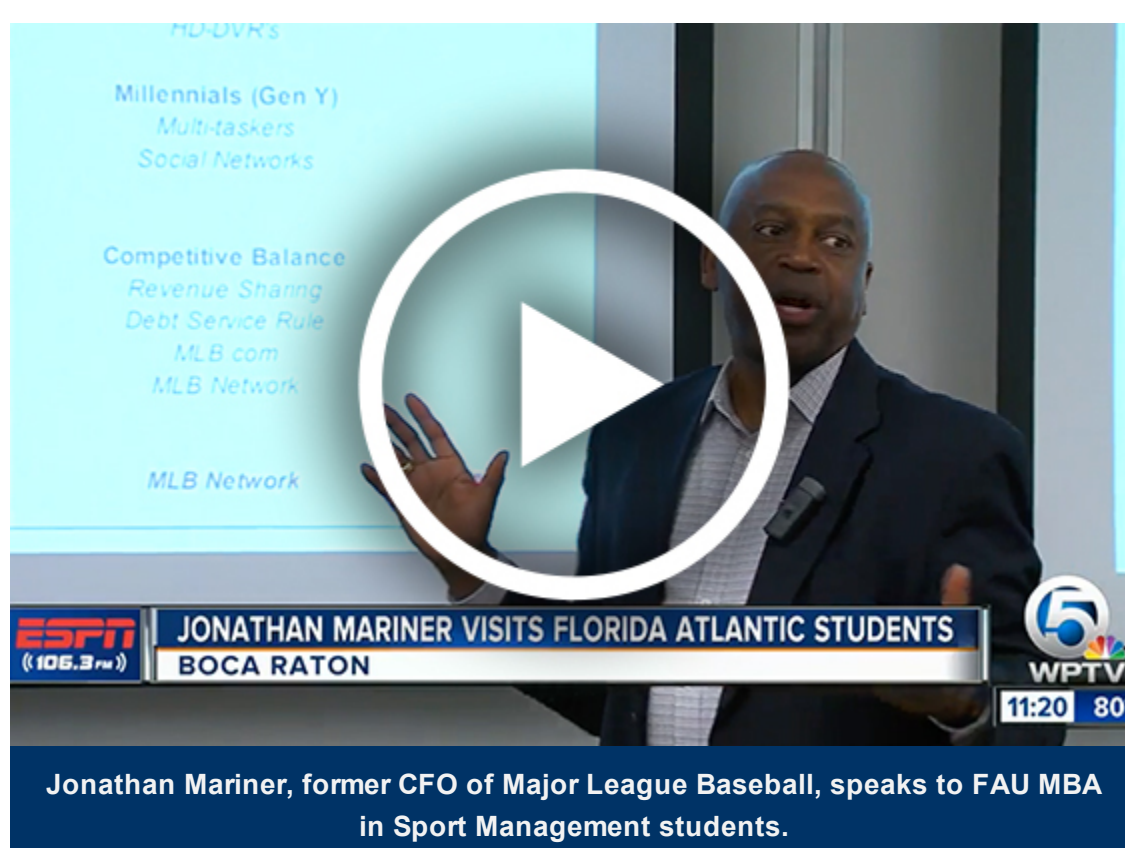 HD-DVR's
Millennials (Gen Y)
Multi-taskers
Social Networks
Competitive Balance
Revenue Sharing
Debt Service Rule
MLB com
MLB Network
MLB Network
ESPN
106.3 FM
JONATHAN MARINER VISITS FLORIDA ATLANTIC STUDENTS
BOCA RATON
5
WPTV
11:20 80
Jonathan Mariner, former CFO of Major League Baseball, speaks to FAU MBA
in Sport Management students.